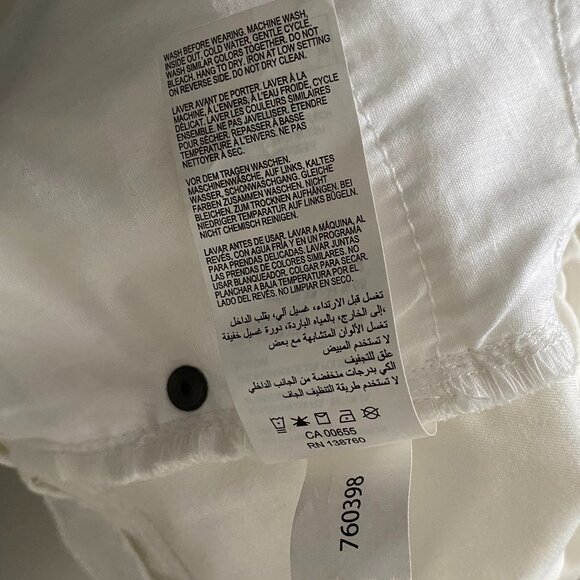 WASH BEFORE WEARING, MACHINE WASH,
INSIDE OUT, COLD WATER, GENTLE CYCLE.
WASH SIMILAR COLORS TOGETHER. DO NOT
BLEACH, HANG TO DRY. IRON AT LOW SETTING
ON REVERSE SIDE. DO NOT DRY CLEAN.
LAVER AVANT DE PORTER. LAVER À LA
MACHINE, À L'ENVERS, À L'EAU FROIDE, CYCLE
DÉLICAT. LAVER LES COULEURS SIMILAIRES
ENSEMBLE. NE PAS JAVELLISER. ÉTENDRE
POUR SÉCHER. REPASSER À BASSE
TEMPÉRATURE À L'ENVERS. NE PAS
NETTOYER À SEC.
VOR DEM TRAGEN WASCHEN.
MASCHINENWÄSCHE, AUF LINKS, KALTES
WASSER, SCHONWASCHGANG. GLEICHE
FARBEN ZUSAMMEN WASCHEN. NICHT
BLEICHEN. ZUM TROCKNEN AUFHÄNGEN. BEI
NIEDRIGER TEMPARATUR AUF LINKS BÜGELN.
NICHT CHEMISCH REINIGEN.
LAVAR ANTES DE USAR. LAVAR A MÁQUINA, AL
REVÉS, CON AGUA FRÍA Y EN UN PROGRAMA
PARA PRENDAS DELICADAS. LAVAR JUNTAS
LAS PRENDAS DE COLORES SIMILARES. NO
USAR BLANQUEADOR. COLGAR PARA SECAR.
PLANCHAR A BAJA TEMPERATURA POR EL
LADO DEL REVÉS. NO LIMPIAR EN SECO.
تغسل قبل الارتداء، غسيل آلي، بقلب الداخل
إلى الخارج، بالمياه الباردة، دورة غسيل خفيفة،
تغسل الألوان المتشابهة مع بعض
لا تستخدم المبيض
علق للتجفيف
الكي بدرجات منخفضة من الجانب الداخلي
لا تستخدم طريقة التنظيف الجاف
CA 00655
RN 138760
760398